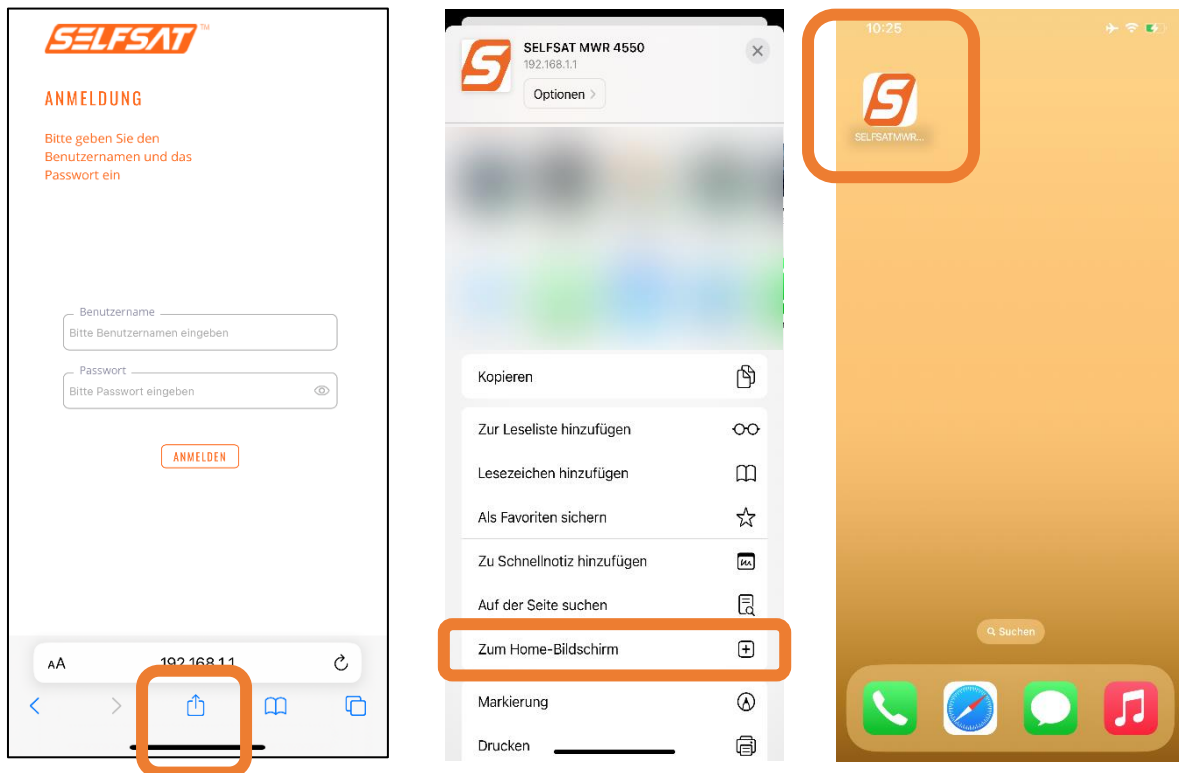 SELFSAT™
ANMELDUNG
Bitte geben Sie den
Benutzernamen und das
Passwort ein
Benutzername
Bitte Benutzernamen eingeben
Passwort
Bitte Passwort eingeben
ANMELDEN
AA 192.168.1.1
S
SELFSAT MWR 4550
192.168.1.1
Optionen
Kopieren
Zur Leseliste hinzufügen
Lesezeichen hinzufügen
Als Favoriten sichern
Zu Schnellnotiz hinzufügen
Auf der Seite suchen
Zum Home-Bildschirm
Markierung
Drucken
10:25
S
SELFSATMWR...
Suchen